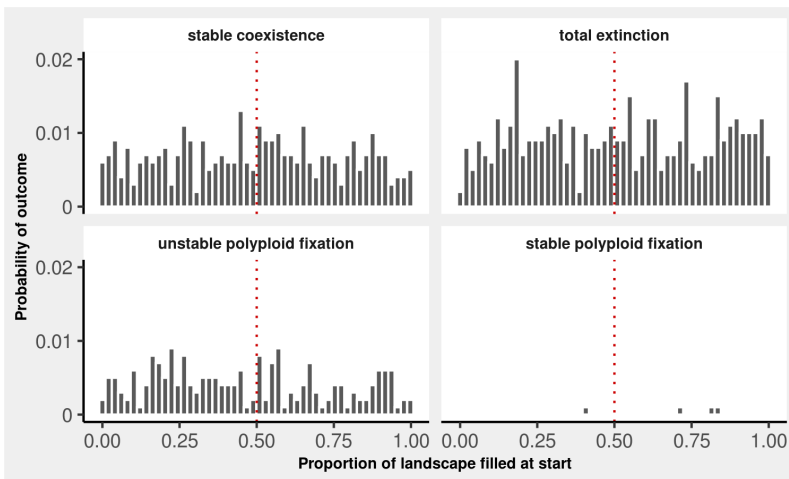 stable coexistence
total extinction
0.02
0.01
0
unstable polyploid fixation
stable polyploid fixation
0.02
0.01
0
0.00 0.25 0.50 0.75 1.00
0.00 0.25 0.50 0.75 1.00
Probability of outcome
Proportion of landscape filled at start